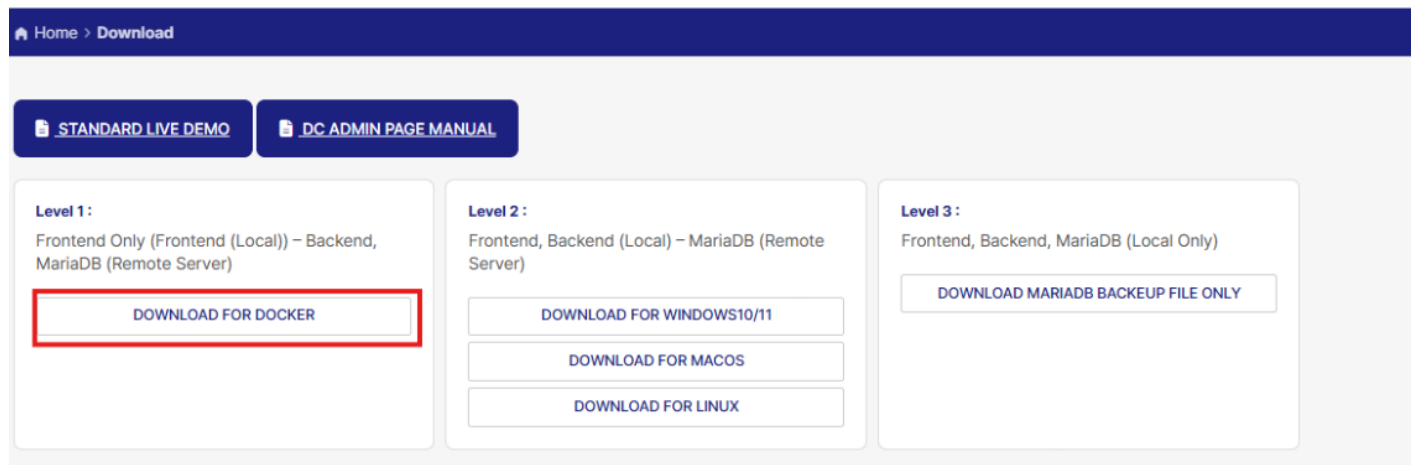 Home > Download
STANDARD LIVE DEMO
DC ADMIN PAGE MANUAL
Level 1 :
Frontend Only (Frontend (Local)) – Backend,
MariaDB (Remote Server)
DOWNLOAD FOR DOCKER
Level 2 :
Frontend, Backend (Local) – MariaDB (Remote
Server)
DOWNLOAD FOR WINDOWS10/11
DOWNLOAD FOR MACOS
DOWNLOAD FOR LINUX
Level 3 :
Frontend, Backend, MariaDB (Local Only)
DOWNLOAD MARIADB BACKEUP FILE ONLY